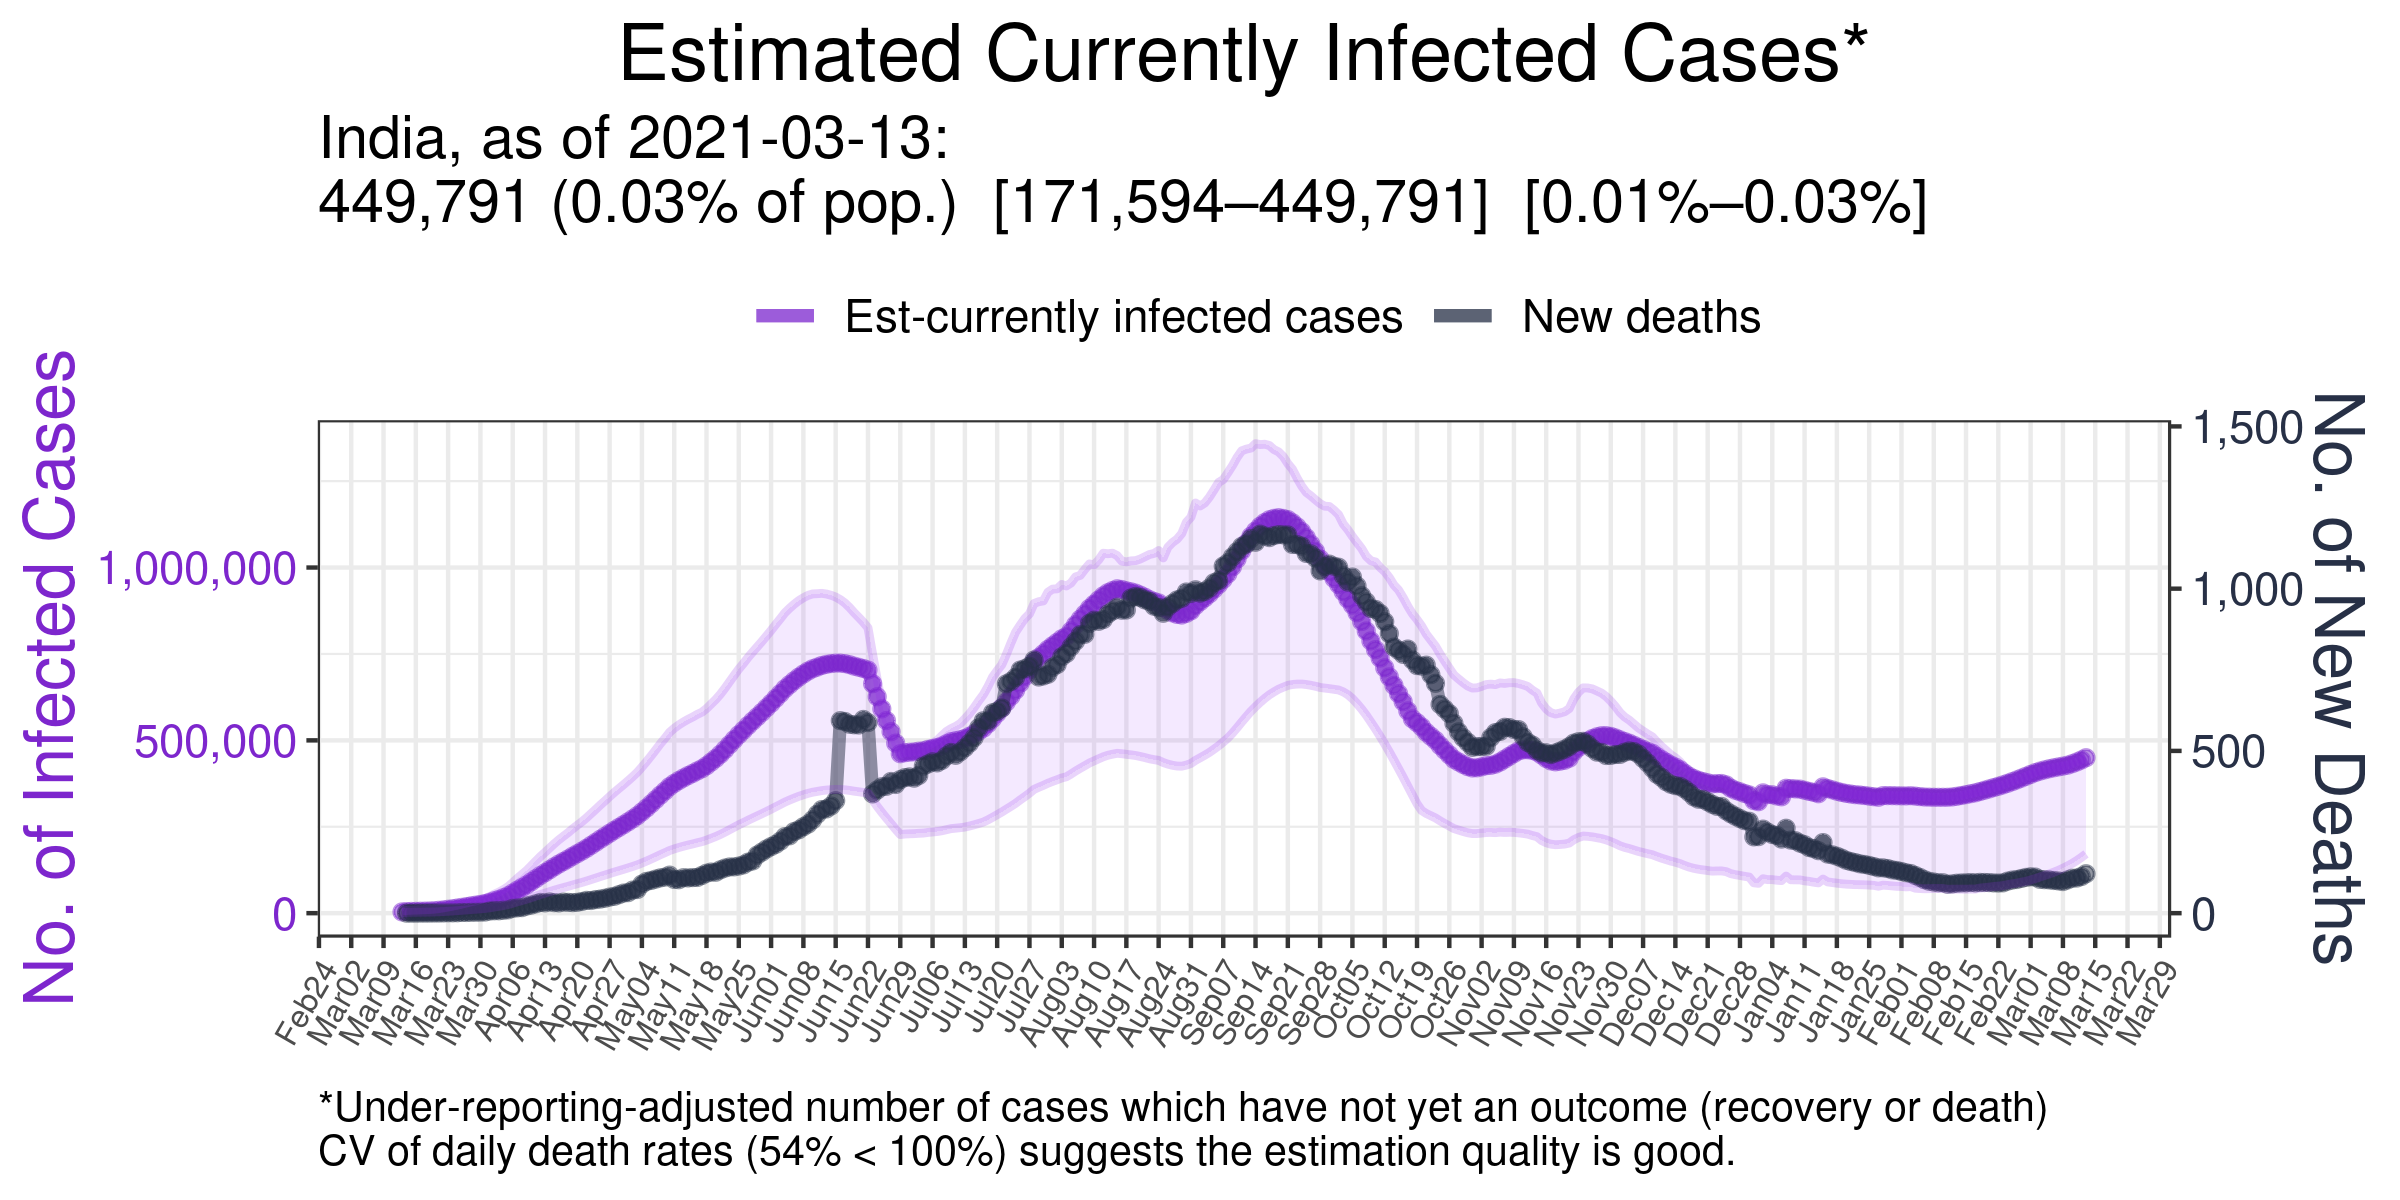 Estimated Currently Infected Cases*
India, as of 2021-03-13:
449,791 (0.03% of pop.)  [171,594–449,791]  [0.01%–0.03%]
Est-currently infected cases
New deaths
No. of Infected Cases
1,000,000
500,000
0
No. of New Deaths
1,500
1,000
500
0
Feb24
Mar02
Mar09
Mar16
Mar23
Mar30
Apr06
Apr13
Apr20
Apr27
May04
May11
May18
May25
Jun01
Jun08
Jun15
Jun22
Jun29
Jul06
Jul13
Jul20
Jul27
Aug03
Aug10
Aug17
Aug24
Aug31
Sep07
Sep14
Sep21
Sep28
Oct05
Oct12
Oct19
Oct26
Nov02
Nov09
Nov16
Nov23
Nov30
Dec07
Dec14
Dec21
Dec28
Jan04
Jan11
Jan18
Jan25
Feb01
Feb08
Feb15
Feb22
Mar01
Mar08
Mar15
Mar22
Mar29
*Under-reporting-adjusted number of cases which have not yet an outcome (recovery or death)
CV of daily death rates (54% < 100%) suggests the estimation quality is good.